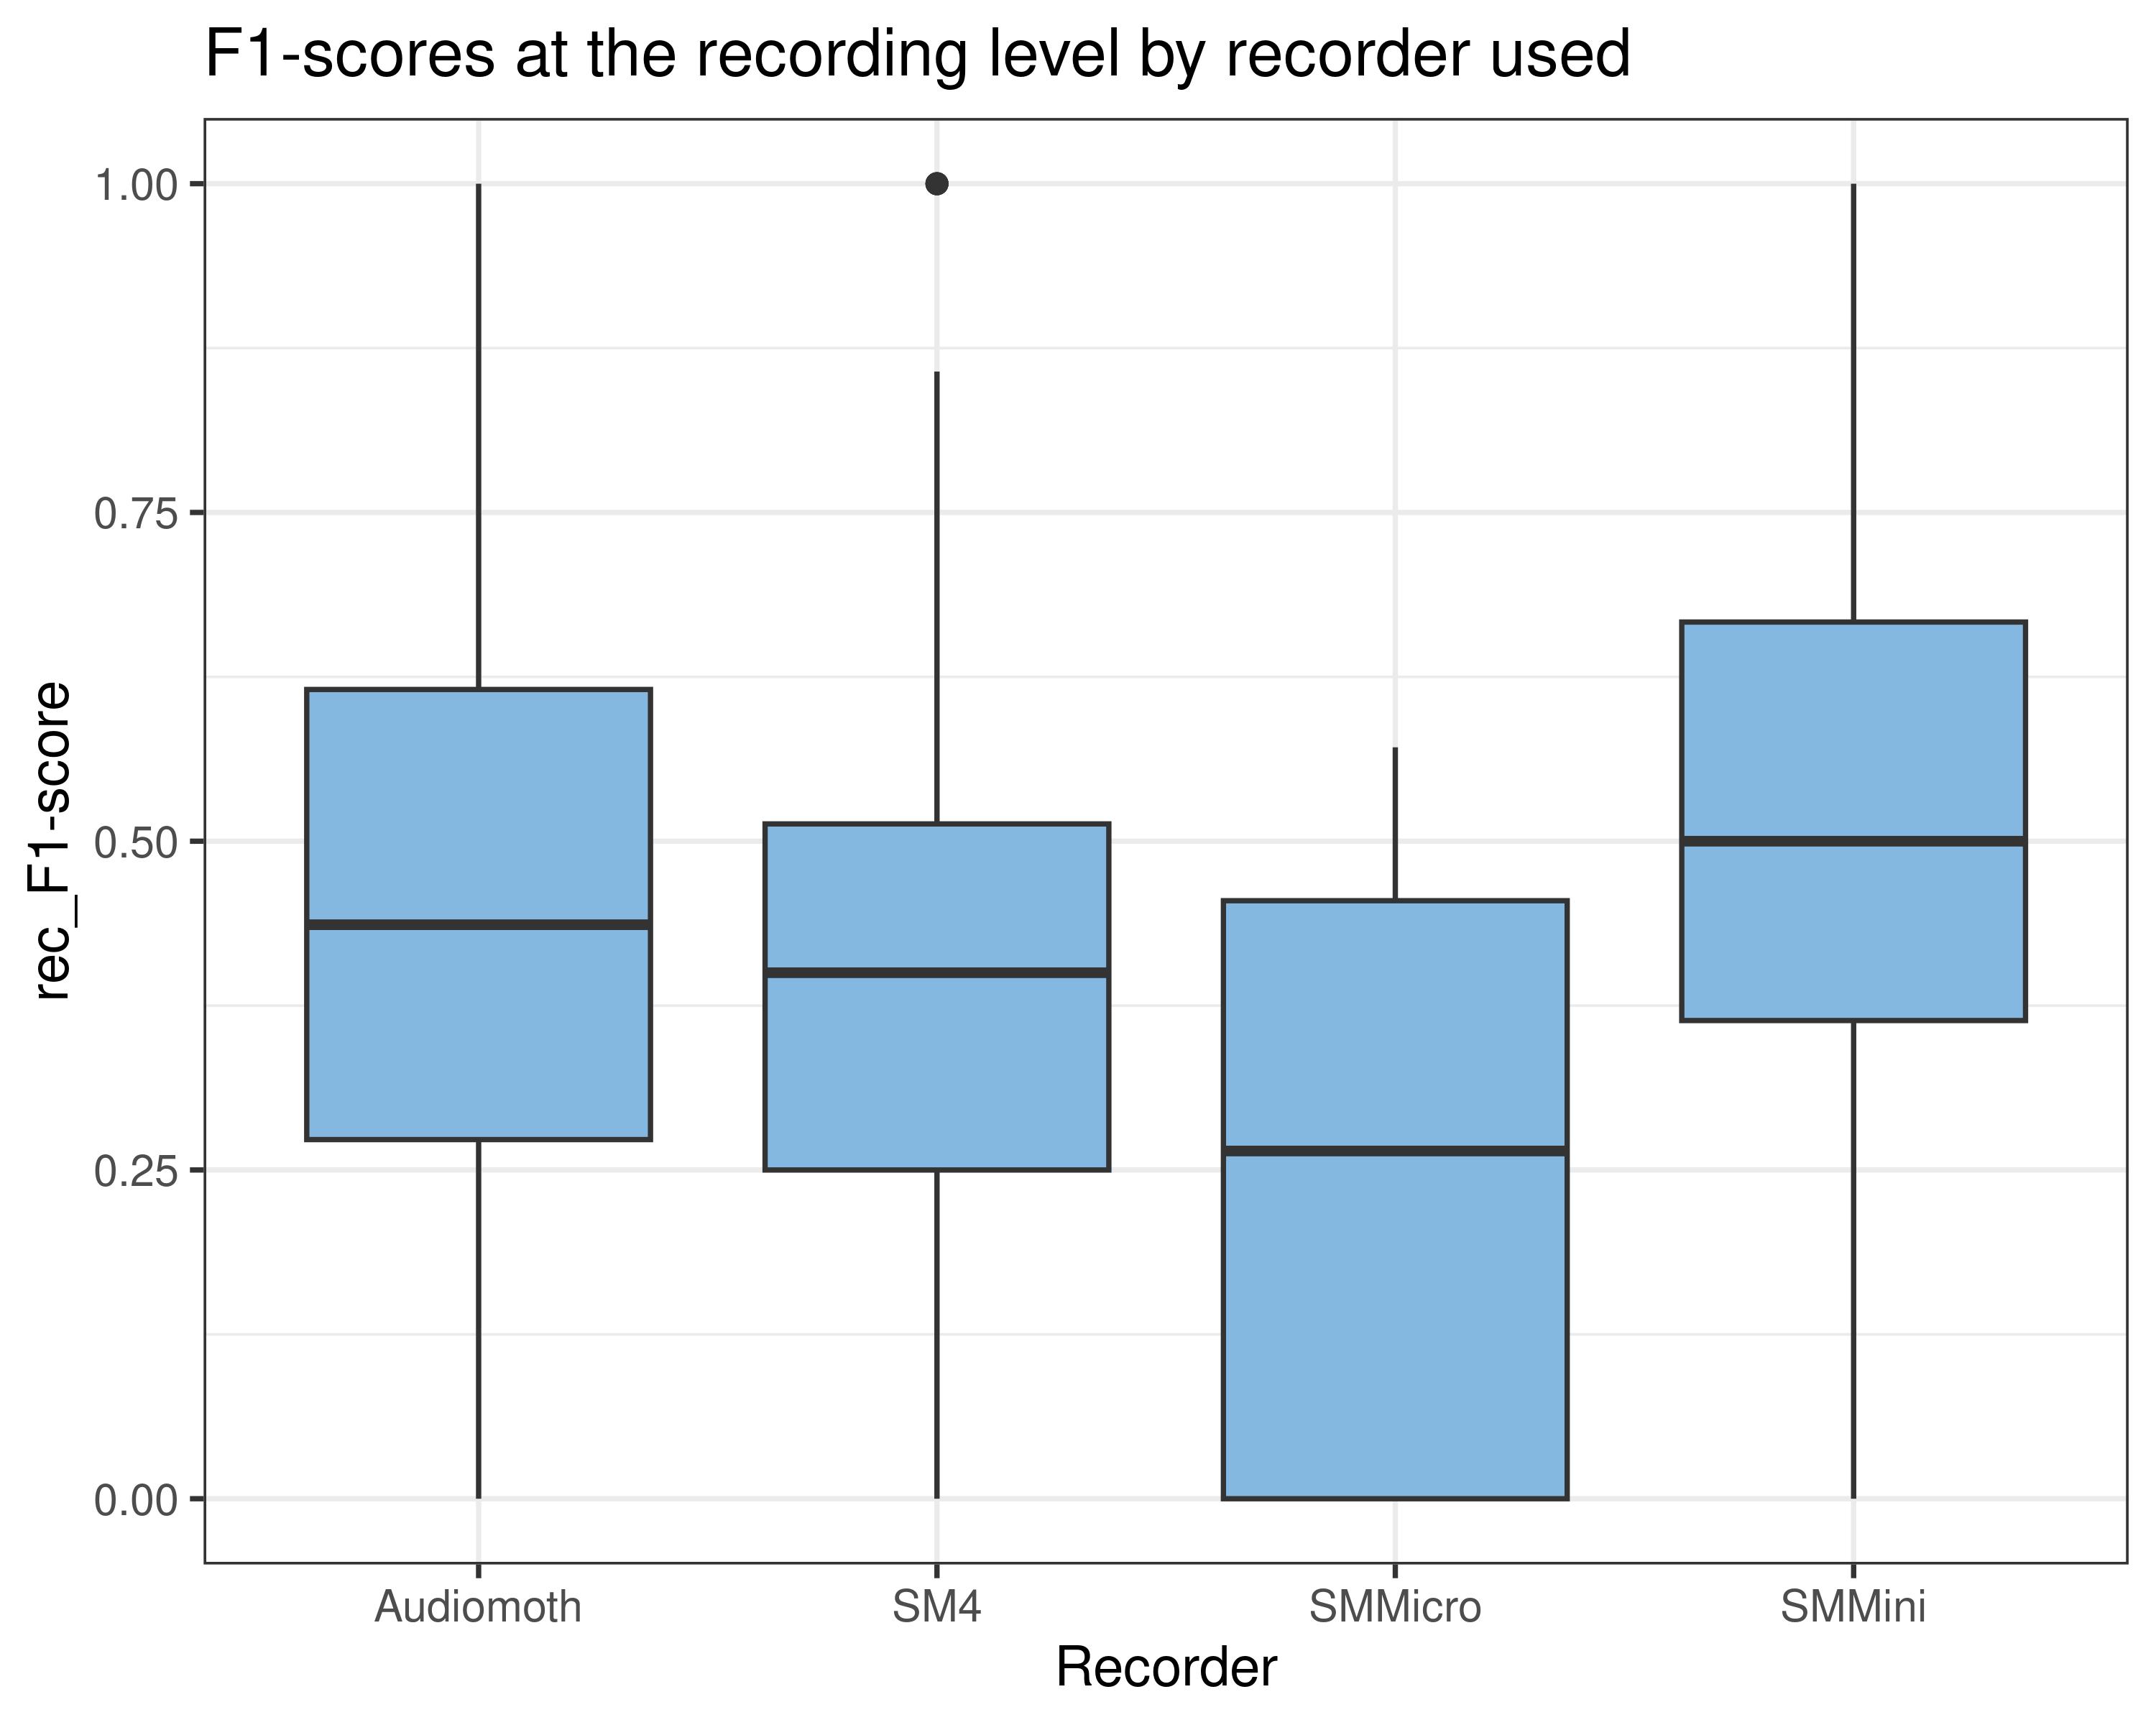 F1-scores at the recording level by recorder used
rec_F1-score
1.00
0.75
0.50
0.25
0.00
Audiomoth
SM4
SMMicro
SMMini
Recorder